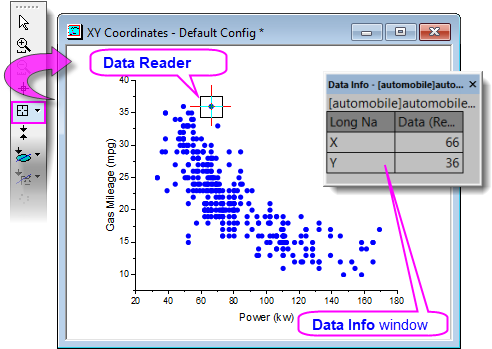 XY Coordinates - Default Config *
Data Reader
Data Info - [automobile]auto...
[automobile]automobile...
Long Na Data (Re...
X 66
Y 36
Gas Mileage (mpg)
40
35
30
25
20
15
10
20 40 60 80 100 120 140 160 180
Power (kw)
Data Info window